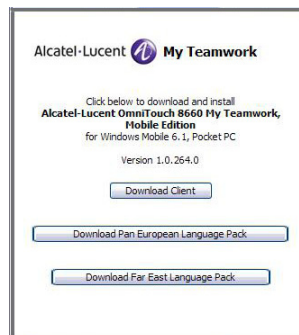 Alcatel·Lucent My Teamwork
Click below to download and install
Alcatel-Lucent OmniTouch 8660 My Teamwork,
Mobile Edition
for Windows Mobile 6.1, Pocket PC
Version 1.0.264.0
Download Client
Download Pan European Language Pack
Download Far East Language Pack